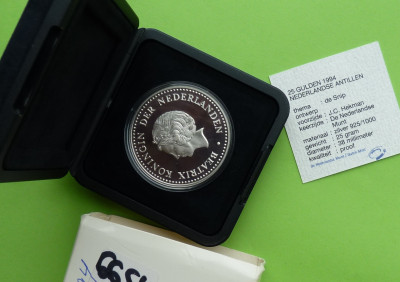 BEATRIX KONINGIN DER NEDERLANDEN
25 GULDEN 1994
NEDERLANDSE ANTILLEN
thema : de Snip
ontwerp :
voorzijde : J.C. Hekman
keerzijde : De Nederlandse
Munt
materiaal : zilver 925/1000
gewicht : 25 gram
diameter : 38 millimeter
kwaliteit : proof